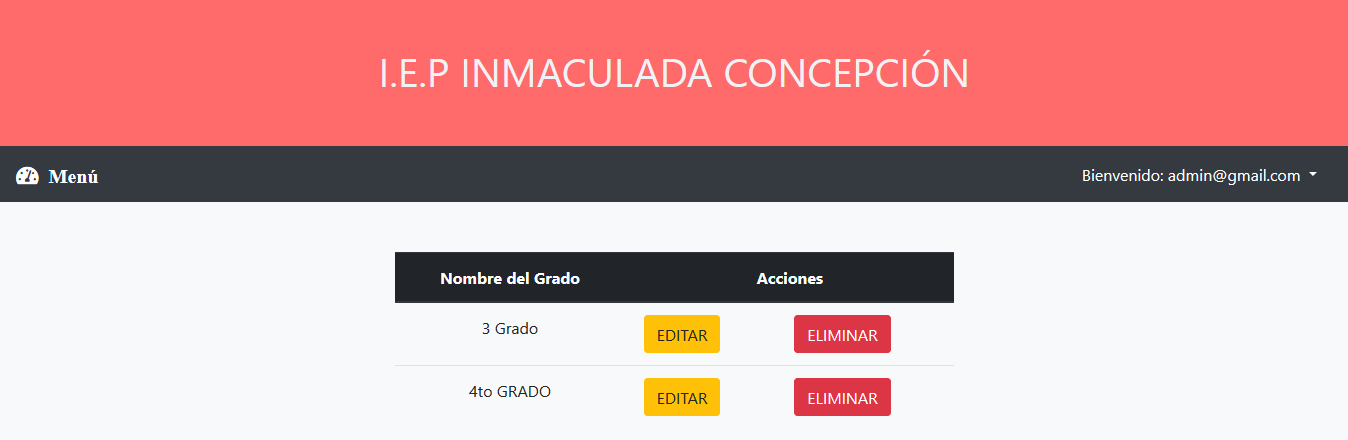 I.E.P INMACULADA CONCEPCIÓN
Menú
Bienvenido: admin@gmail.com
Nombre del Grado Acciones
3 Grado EDITAR ELIMINAR
4to GRADO EDITAR ELIMINAR